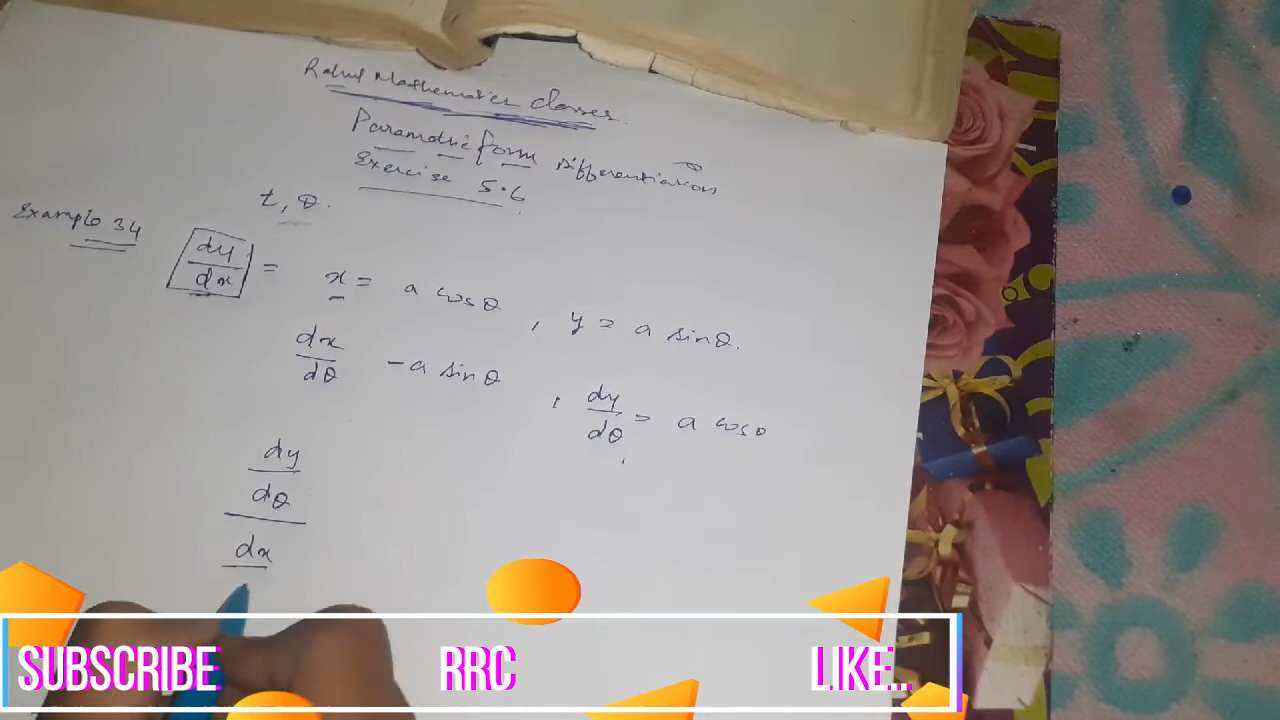 Rahul Mathematics Classes.
Parametric form Differentiation
Exercise 5.6
t, θ.
Example 34
dy/dx = x = a cosθ , y = a sinθ.
dx/dθ -a sinθ , dy/dθ = a cosθ
dy
dθ
dx
SUBSCRIBE RRC LIKE..